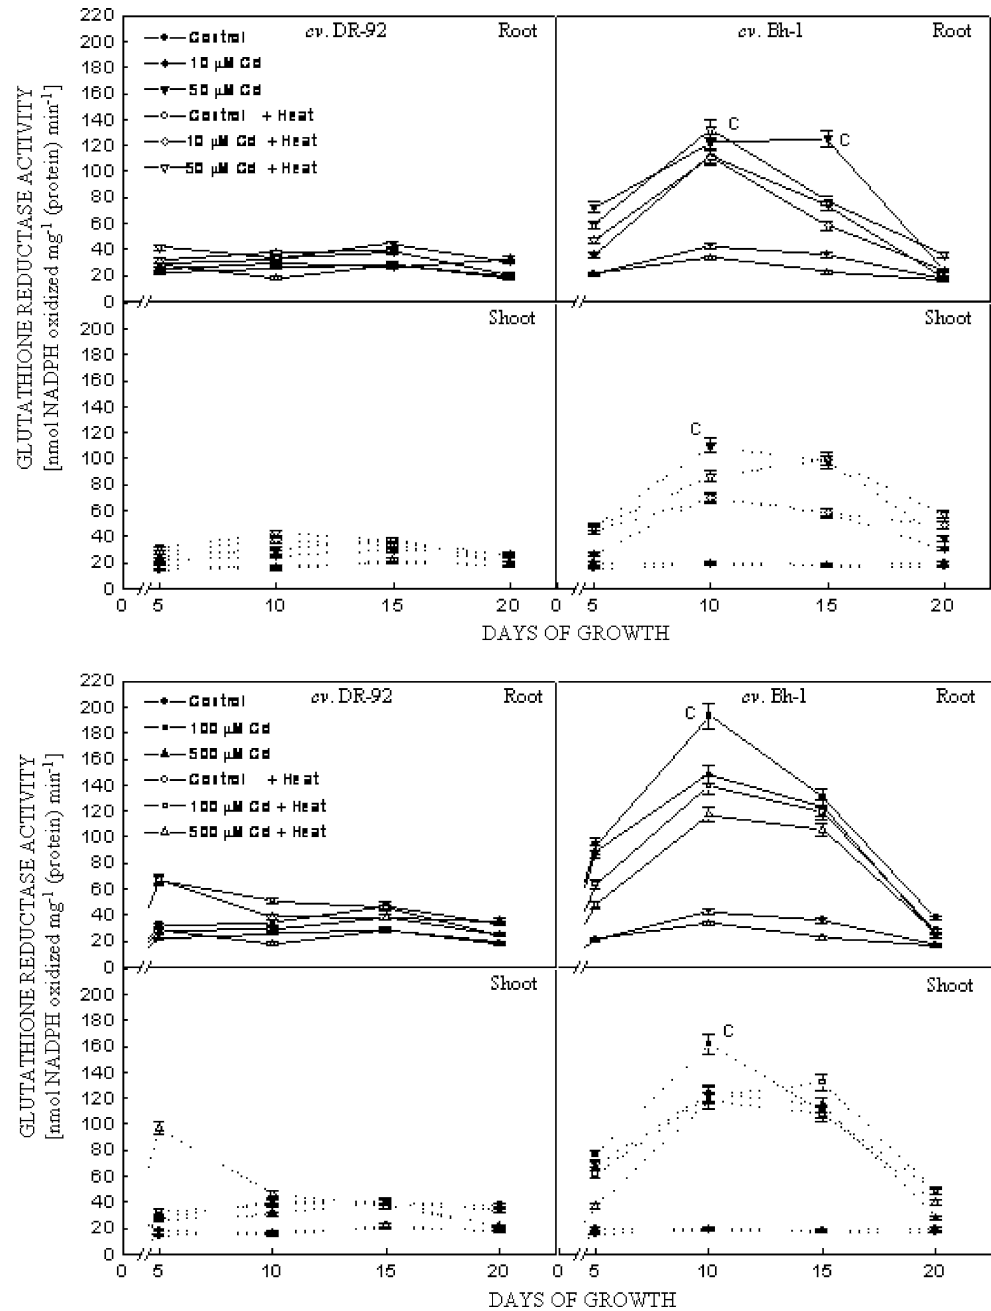 GLUTATHIONE REDUCTASE ACTIVITY
[nmol NADPH oxidized mg⁻¹ (protein) min⁻¹]
220
200
180
160
140
120
100
80
60
40
20
0
cv. DR-92
Root
Control
10 µM Cd
50 µM Cd
Control + Heat
10 µM Cd + Heat
50 µM Cd + Heat
cv. Bh-1
Root
C
C
200
180
160
140
120
100
80
60
40
20
0
Shoot
Shoot
C
0 5 10 15 20 0 5 10 15 20
DAYS OF GROWTH
GLUTATHIONE REDUCTASE ACTIVITY
[nmol NADPH oxidized mg⁻¹ (protein) min⁻¹]
220
200
180
160
140
120
100
80
60
40
20
0
cv. DR-92
Root
Control
100 µM Cd
500 µM Cd
Control + Heat
100 µM Cd + Heat
500 µM Cd + Heat
cv. Bh-1
Root
C
200
180
160
140
120
100
80
60
40
20
0
Shoot
Shoot
C
0 5 10 15 20 0 5 10 15 20
DAYS OF GROWTH